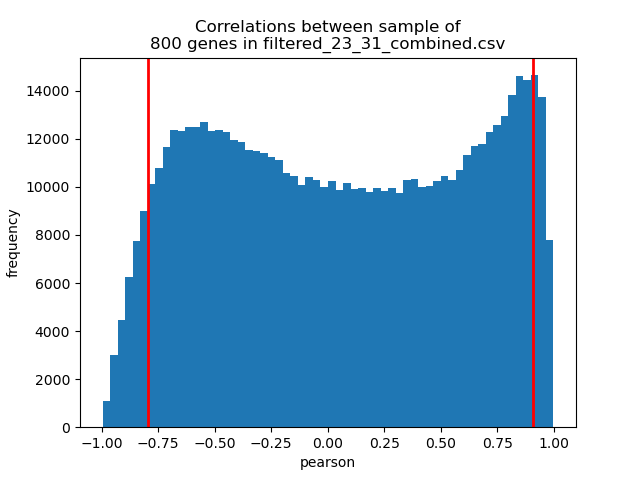 Correlations between sample of
800 genes in filtered_23_31_combined.csv
14000
12000
10000
8000
6000
4000
2000
0
frequency
−1.00 −0.75 −0.50 −0.25 0.00 0.25 0.50 0.75 1.00
pearson